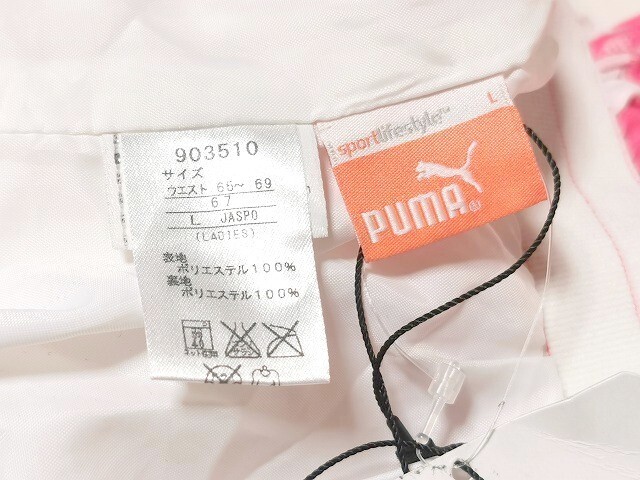 903510
サイズ
ウエスト 65~ 69
67
L JASPO
(LADIES)
表地
ポリエステル100%
裏地
ポリエステル100%
sportlifestyle™
L
PUMA®